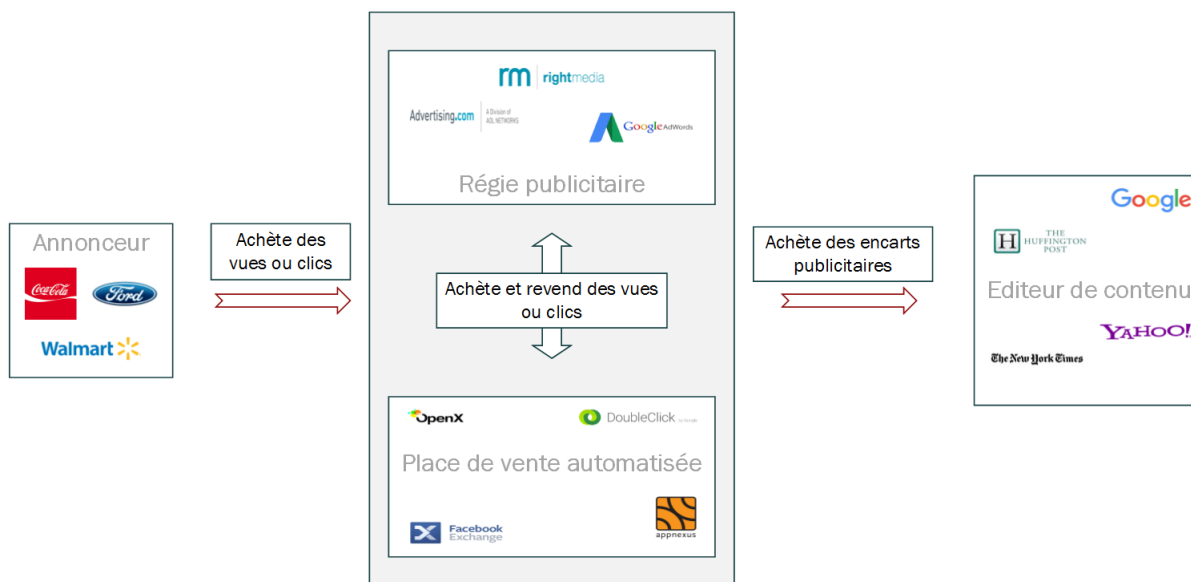 Annonceur
Coca-Cola
Ford
Walmart
Achète des
vues ou clics
rm rightmedia
Advertising.com
A Division of
AOL NETWORKS
Google AdWords
Régie publicitaire
Achète et revend des vues
ou clics
OpenX
DoubleClick by Google
Place de vente automatisée
Facebook
Exchange
appnexus
Achète des encarts
publicitaires
Google
H THE
HUFFINGTON
POST
Editeur de contenu
YAHOO!
The New York Times